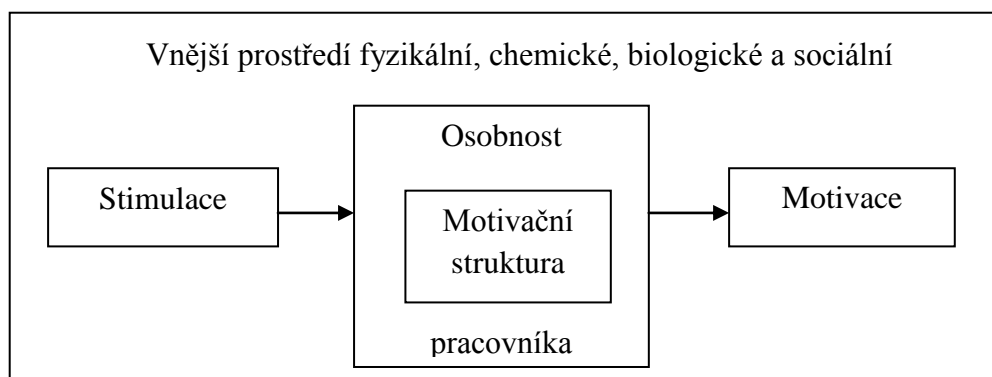 Vnější prostředí fyzikální, chemické, biologické a sociální
Stimulace
Osobnost
Motivační
struktura
pracovníka
Motivace